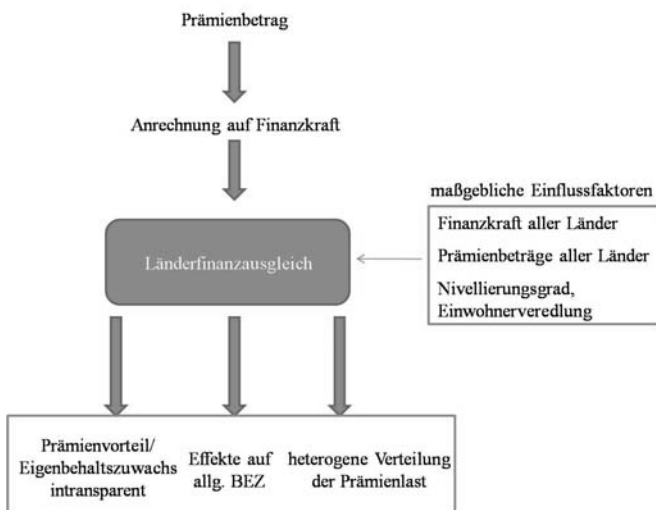 Prämienbetrag
Anrechnung auf Finanzkraft
maßgebliche Einflussfaktoren
Finanzkraft aller Länder
Prämienbeträge aller Länder
Nivellierungsgrad,
Einwohnerveredlung
Länderfinanzausgleich
Prämienvorteil/
Eigenbehaltszuwachs
intransparent
Effekte auf
allg. BEZ
heterogene Verteilung
der Prämienlast